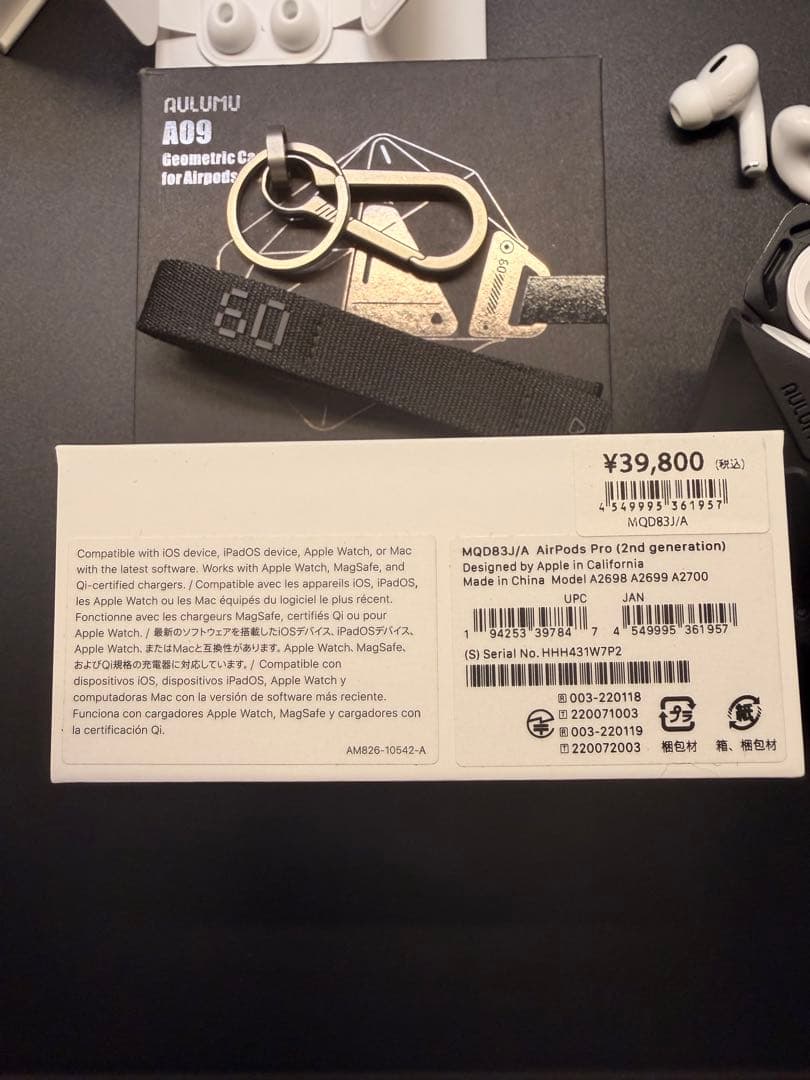 AULUMU
A09
Geometric
for Airpods
09
60
AULUMU
¥39,800 (税込)
4 549995 361957
MQD83J/A
Compatible with iOS device, iPadOS device, Apple Watch, or Mac
with the latest software. Works with Apple Watch, MagSafe, and
Qi-certified chargers. / Compatible avec les appareils iOS, iPadOS,
les Apple Watch ou les Mac équipés du logiciel le plus récent.
Fonctionne avec les chargeurs MagSafe, certifiés Qi ou pour
Apple Watch. / 最新のソフトウェアを搭載したiOSデバイス、iPadOSデバイス、
Apple Watch、またはMacと互換性があります。Apple Watch、MagSafe、
およびQi規格の充電器に対応しています。/ Compatible con
dispositivos iOS, dispositivos iPadOS, Apple Watch y
computadoras Mac con la versión de software más reciente.
Funciona con cargadores Apple Watch, MagSafe y cargadores con
la certificación Qi.
AM826-10542-A
MQD83J/A AirPods Pro (2nd generation)
Designed by Apple in California
Made in China Model A2698 A2699 A2700
UPC JAN
1 94253 39784 7 4 549995 361957
(S) Serial No. HHH431W7P2
R 003-220118
T 220071003
R 003-220119
T 220072003
プラ 紙
梱包材 箱、梱包材